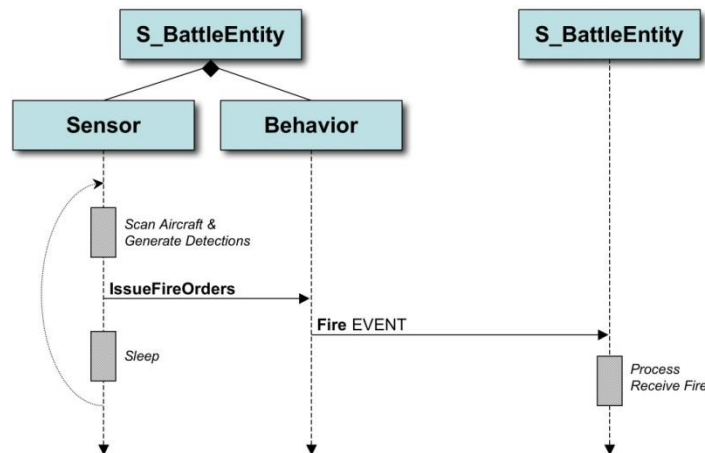 S_BattleEntity
S_BattleEntity
Sensor
Behavior
Scan Aircraft &
Generate Detections
IssueFireOrders
Fire EVENT
Sleep
Process
Receive Fire